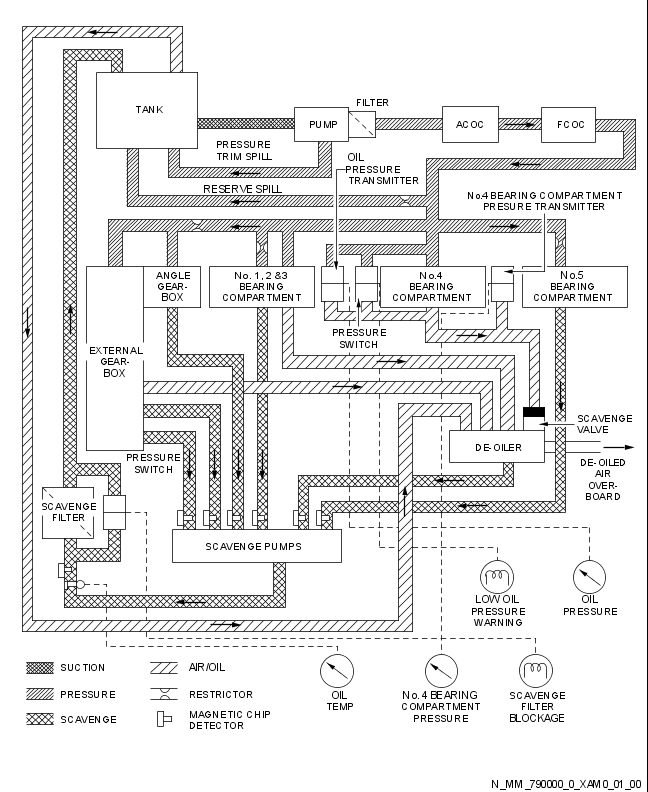 FILTER
TANK
PUMP
ACOC
FCOC
PRESSURE
TRIM SPILL
OIL
PRESSURE
TRANSMITTER
RESERVE SPILL
No.4 BEARING COMPARTMENT
PRESURE TRANSMITTER
ANGLE
GEAR-
BOX
No. 1, 2 & 3
BEARING
COMPARTMENT
No.4
BEARING
COMPARTMENT
No.5
BEARING
COMPARTMENT
PRESSURE
SWITCH
EXTERNAL
GEAR-
BOX
SCAVENGE
VALVE
DE-OILER
PRESSURE
SWITCH
DE-OILED
AIR
OVER-
BOARD
SCAVENGE
FILTER
SCAVENGE PUMPS
LOW OIL
PRESSURE
WARNING
OIL
PRESSURE
SUCTION
AIR/OIL
PRESSURE
RESTRICTOR
SCAVENGE
MAGNETIC CHIP
DETECTOR
OIL
TEMP
No.4 BEARING
COMPARTMENT
PRESSURE
SCAVENGE
FILTER
BLOCKAGE
N_MM_790000_0_XAM0_01_00